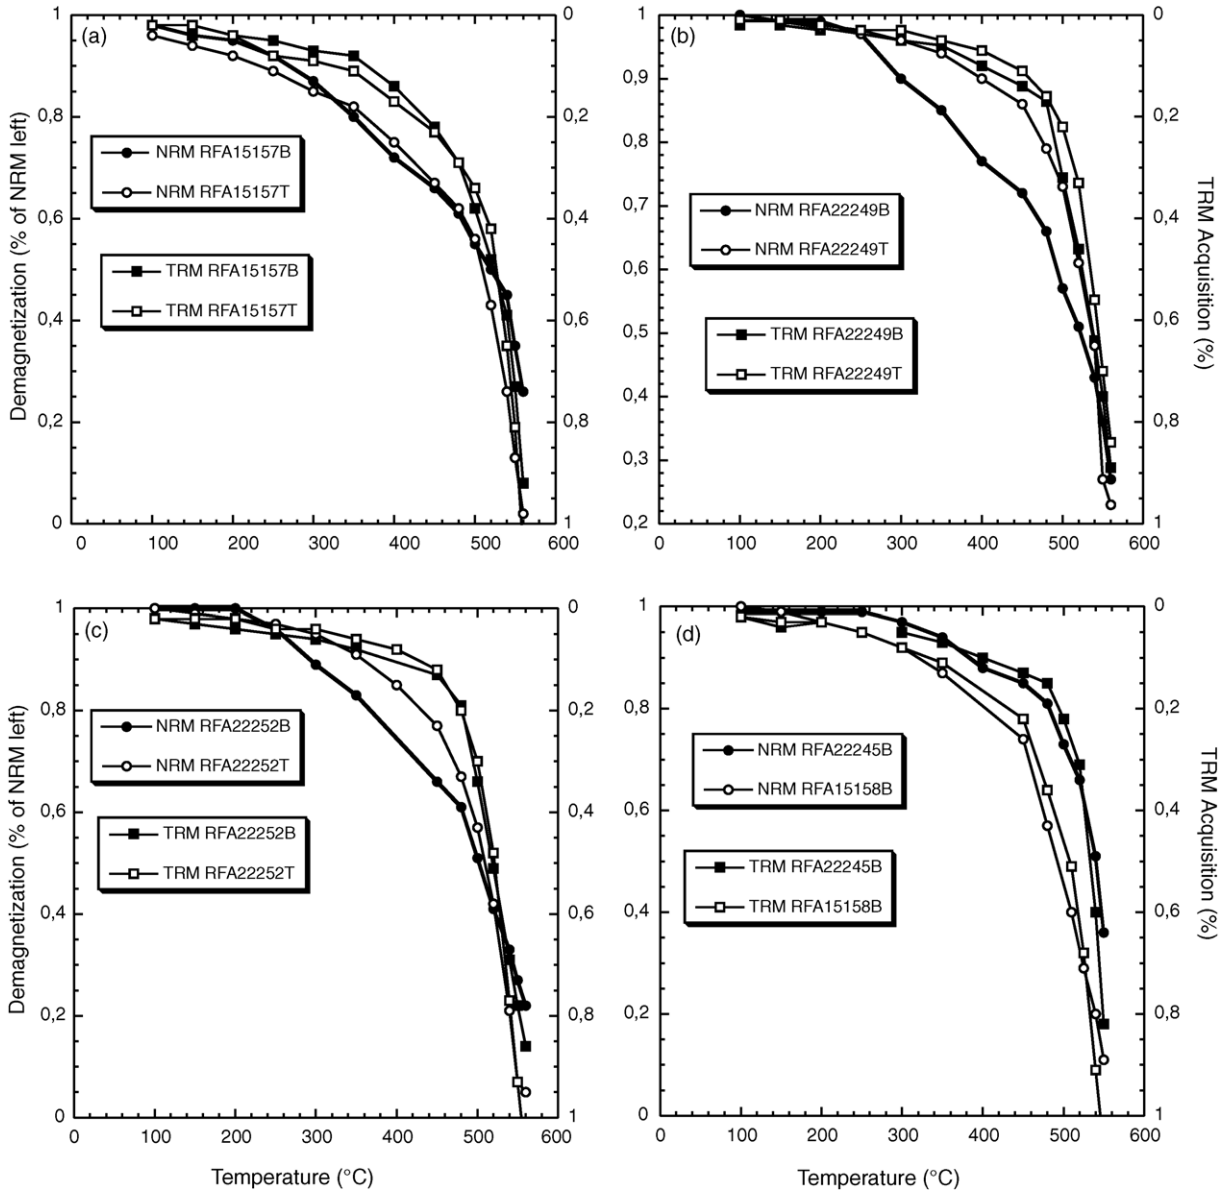 (a)
Demagnetization (% of NRM left)
1
0,8
0,6
0,4
0,2
0
NRM RFA15157B
NRM RFA15157T
TRM RFA15157B
TRM RFA15157T
0
0,2
0,4
0,6
0,8
1
0 100 200 300 400 500 600
(b)
1
0,9
0,8
0,7
0,6
0,5
0,4
0,3
0,2
NRM RFA22249B
NRM RFA22249T
TRM RFA22249B
TRM RFA22249T
0
0,2
0,4
0,6
0,8
1
TRM Acquisition (%)
0 100 200 300 400 500 600
(c)
Demagnetization (% of NRM left)
1
0,8
0,6
0,4
0,2
0
NRM RFA22252B
NRM RFA22252T
TRM RFA22252B
TRM RFA22252T
0
0,2
0,4
0,6
0,8
1
0 100 200 300 400 500 600
Temperature (°C)
(d)
1
0,8
0,6
0,4
0,2
0
NRM RFA22245B
NRM RFA15158B
TRM RFA22245B
TRM RFA15158B
0
0,2
0,4
0,6
0,8
1
TRM Acquisition (%)
0 100 200 300 400 500 600
Temperature (°C)